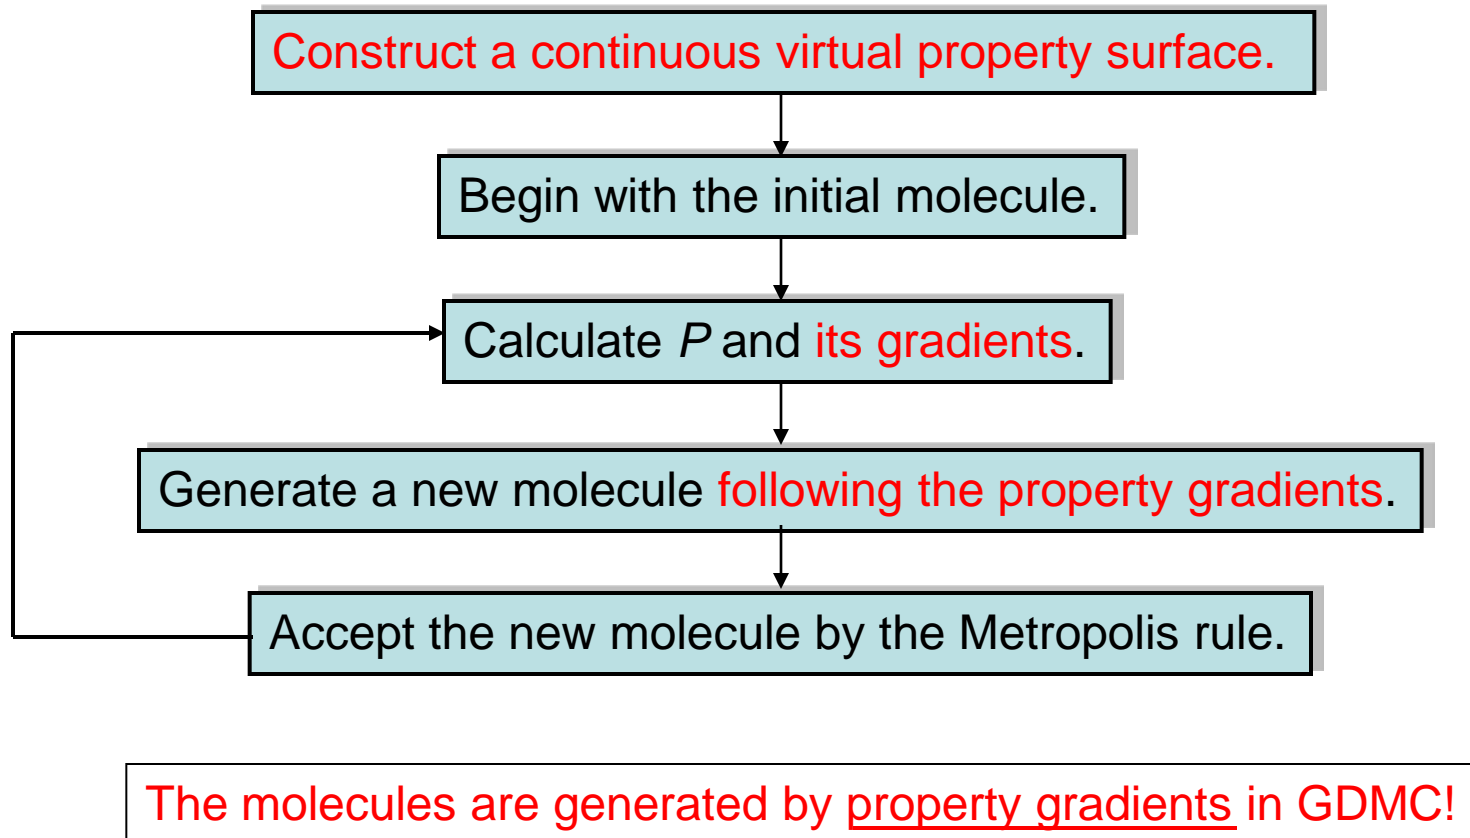 Construct a continuous virtual property surface.
Begin with the initial molecule.
Calculate P and its gradients.
Generate a new molecule following the property gradients.
Accept the new molecule by the Metropolis rule.
The molecules are generated by property gradients in GDMC!